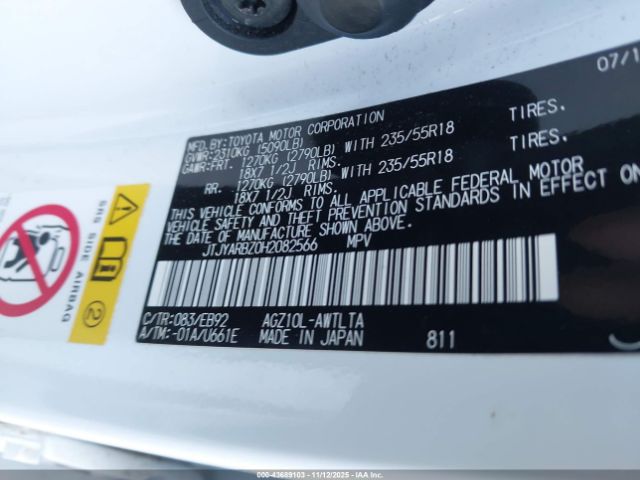 07/1
MFD.BY:TOYOTA MOTOR CORPORATION
GVWR:2310KG (5090LB)
GAWR:FRT. 1270KG (2790LB) WITH 235/55R18 TIRES,
18X7 1/2J RIMS.
RR. 1270KG (2790LB) WITH 235/55R18 TIRES,
18X7 1/2J RIMS.
THIS VEHICLE CONFORMS TO ALL APPLICABLE FEDERAL MOTOR
VEHICLE SAFETY AND THEFT PREVENTION STANDARDS IN EFFECT ON
THE DATE OF MANUFACTURE SHOWN ABOVE.
JTJYARBZ0H2082566 MPV
C/TR:083/EB92 AGZ10L-AWTLTA
A/TM:-01A/U661E MADE IN JAPAN 811
SRS SIDE AIRBAG
2
000-43689103 - 11/12/2025 - IAAI.com